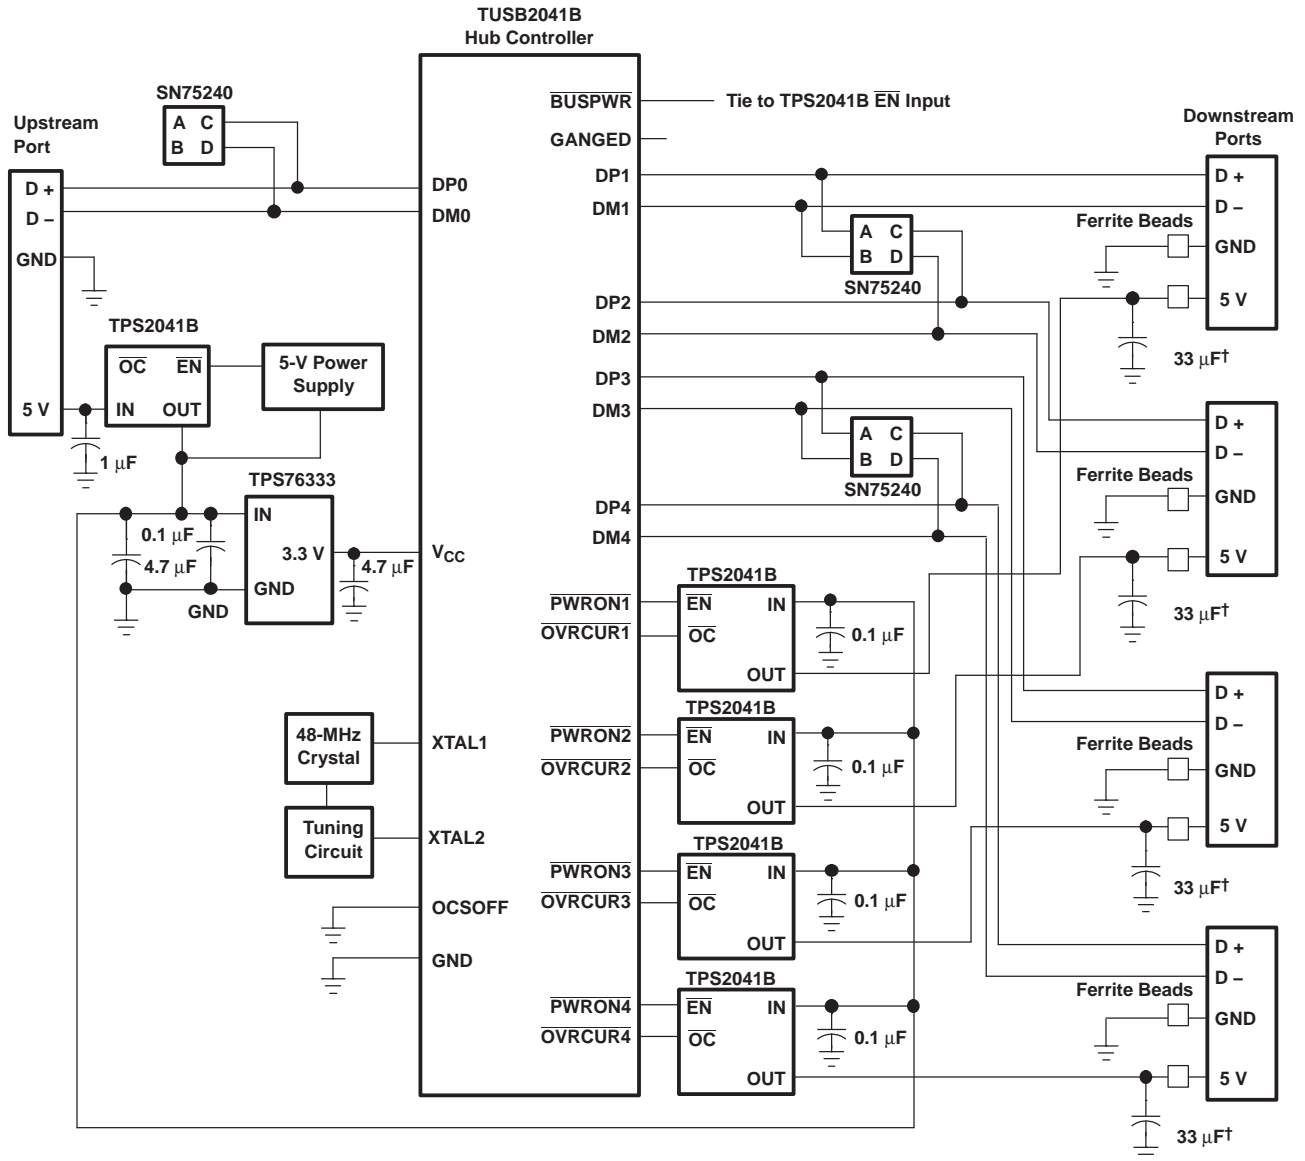 TUSB2041B
Hub Controller
SN75240
A C
B D
Upstream
Port
D +
D −
GND
5 V
DP0
DM0
TPS2041B
OC EN
IN OUT
5-V Power
Supply
1 μF
TPS76333
IN
3.3 V
GND
0.1 μF
4.7 μF
GND
4.7 μF
VCC
48-MHz
Crystal
Tuning
Circuit
XTAL1
XTAL2
OCSOFF
GND
BUSPWR
Tie to TPS2041B EN Input
GANGED
DP1
DM1
A C
B D
SN75240
DP2
DM2
DP3
DM3
A C
B D
SN75240
DP4
DM4
PWRON1
OVRCUR1
TPS2041B
EN IN
OC
OUT
0.1 μF
PWRON2
OVRCUR2
TPS2041B
EN IN
OC
OUT
0.1 μF
PWRON3
OVRCUR3
TPS2041B
EN IN
OC
OUT
0.1 μF
PWRON4
OVRCUR4
TPS2041B
EN IN
OC
OUT
0.1 μF
Downstream
Ports
D +
D −
Ferrite Beads
GND
5 V
33 μF†
D +
D −
Ferrite Beads
GND
5 V
33 μF†
D +
D −
Ferrite Beads
GND
5 V
33 μF†
D +
D −
Ferrite Beads
GND
5 V
33 μF†